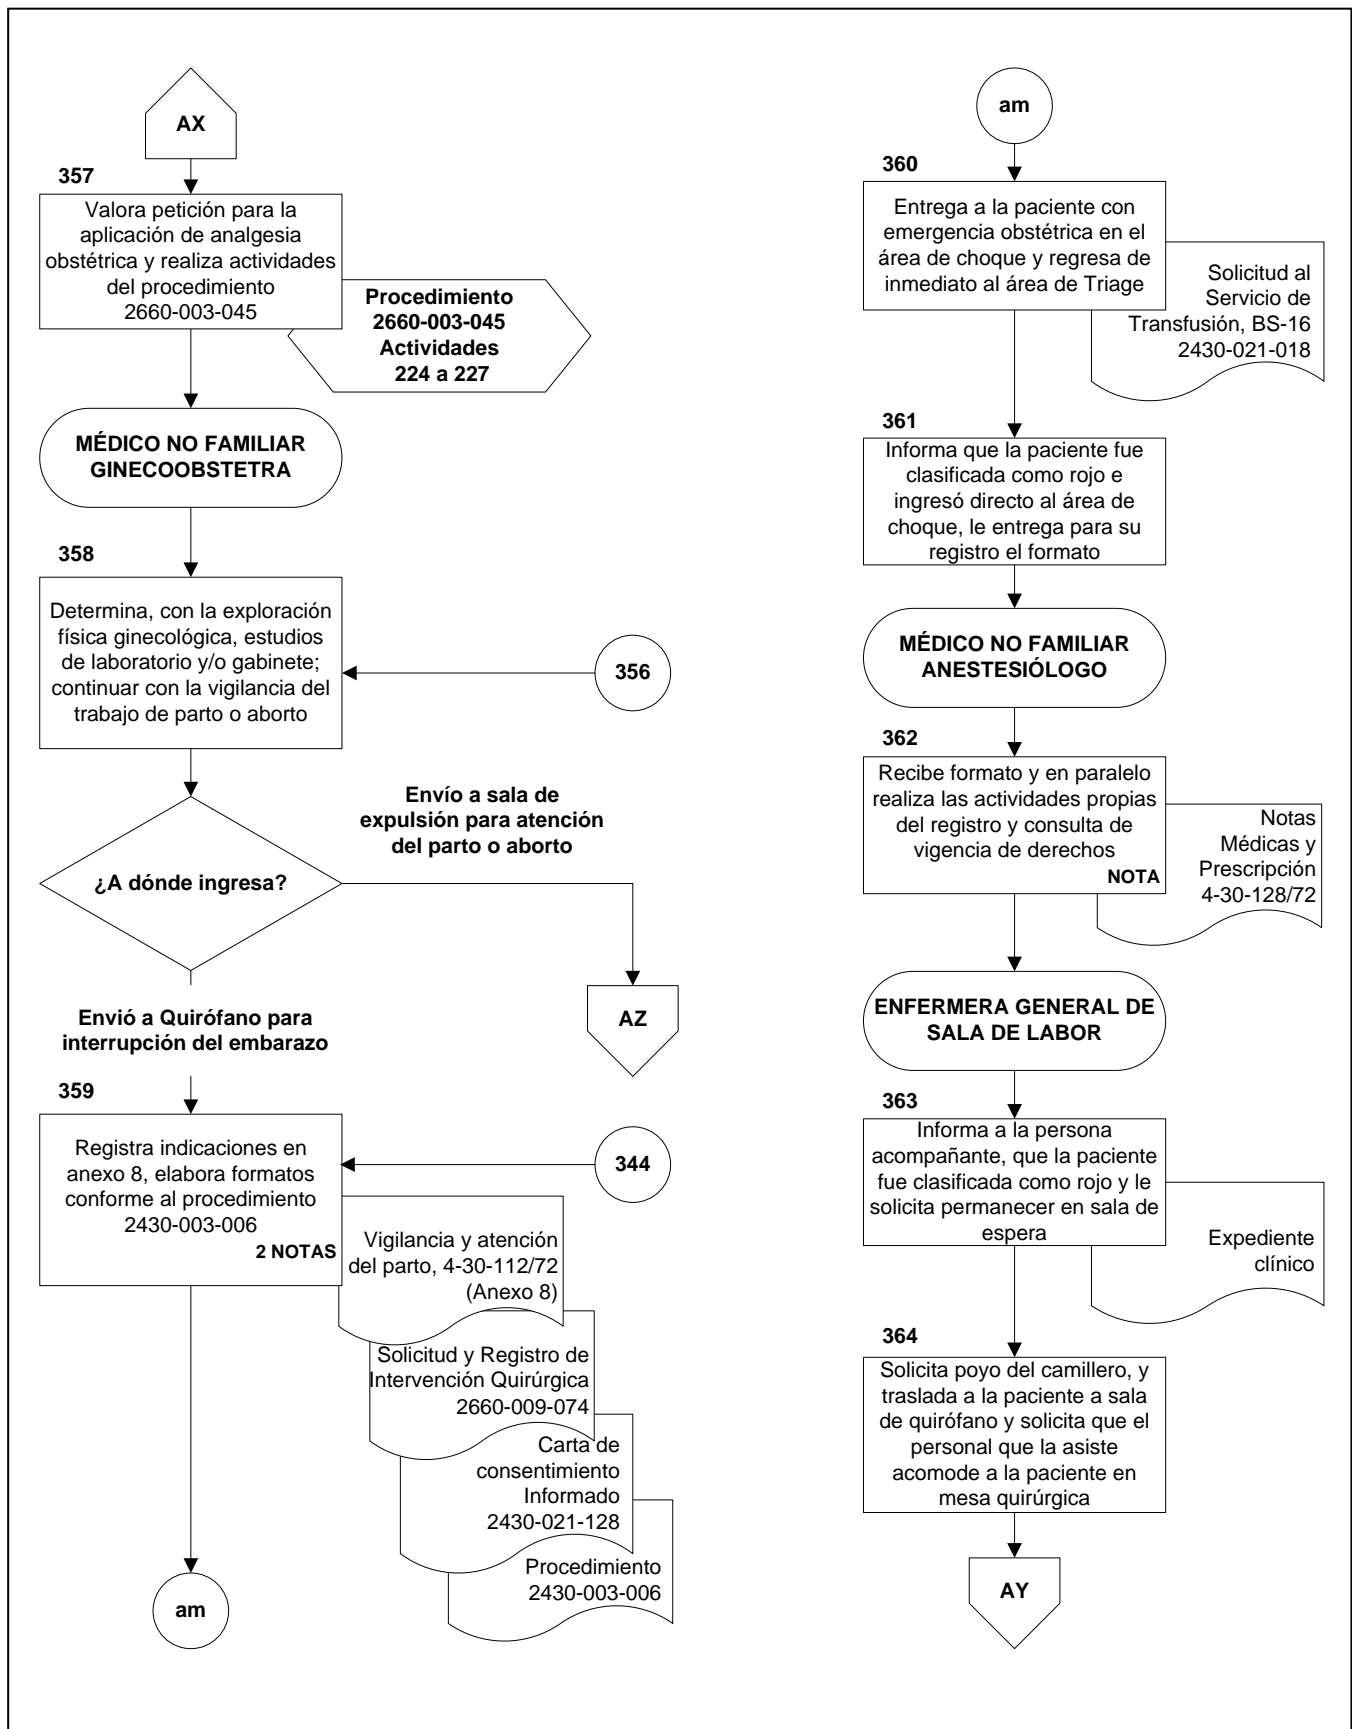 AX
357
Valora petición para la
aplicación de analgesia
obstétrica y realiza actividades
del procedimiento
2660-003-045
Procedimiento
2660-003-045
Actividades
224 a 227
MÉDICO NO FAMILIAR
GINECOOBSTETRA
358
Determina, con la exploración
física ginecológica, estudios
de laboratorio y/o gabinete;
continuar con la vigilancia del
trabajo de parto o aborto
356
¿A dónde ingresa?
Envío a sala de
expulsión para atención
del parto o aborto
AZ
Envió a Quirófano para
interrupción del embarazo
359
Registra indicaciones en
anexo 8, elabora formatos
conforme al procedimiento
2430-003-006
2 NOTAS
344
Vigilancia y atención
del parto, 4-30-112/72
(Anexo 8)
Solicitud y Registro de
Intervención Quirúrgica
2660-009-074
Carta de
consentimiento
Informado
2430-021-128
Procedimiento
2430-003-006
am
am
360
Entrega a la paciente con
emergencia obstétrica en el
área de choque y regresa de
inmediato al área de Triage
Solicitud al
Servicio de
Transfusión, BS-16
2430-021-018
361
Informa que la paciente fue
clasificada como rojo e
ingresó directo al área de
choque, le entrega para su
registro el formato
MÉDICO NO FAMILIAR
ANESTESIÓLOGO
362
Recibe formato y en paralelo
realiza las actividades propias
del registro y consulta de
vigencia de derechos
NOTA
Notas
Médicas y
Prescripción
4-30-128/72
ENFERMERA GENERAL DE
SALA DE LABOR
363
Informa a la persona
acompañante, que la paciente
fue clasificada como rojo y le
solicita permanecer en sala de
espera
Expediente
clínico
364
Solicita poyo del camillero, y
traslada a la paciente a sala
de quirófano y solicita que el
personal que la asiste
acomode a la paciente en
mesa quirúrgica
AY